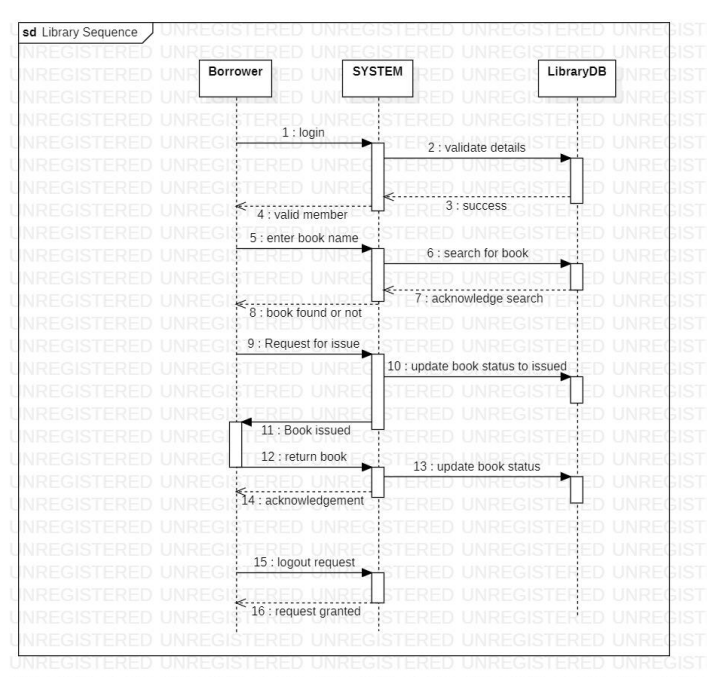 sd Library Sequence
Borrower SYSTEM LibraryDB
1 : login
2 : validate details
3 : success
4 : valid member
5 : enter book name
6 : search for book
7 : acknowledge search
8 : book found or not
9 : Request for issue
10 : update book status to issued
11 : Book issued
12 : return book
13 : update book status
14 : acknowledgement
15 : logout request
16 : request granted
UNREGISTERED UNREGISTERED UNREGISTERED UNREGISTERED UNREGIST